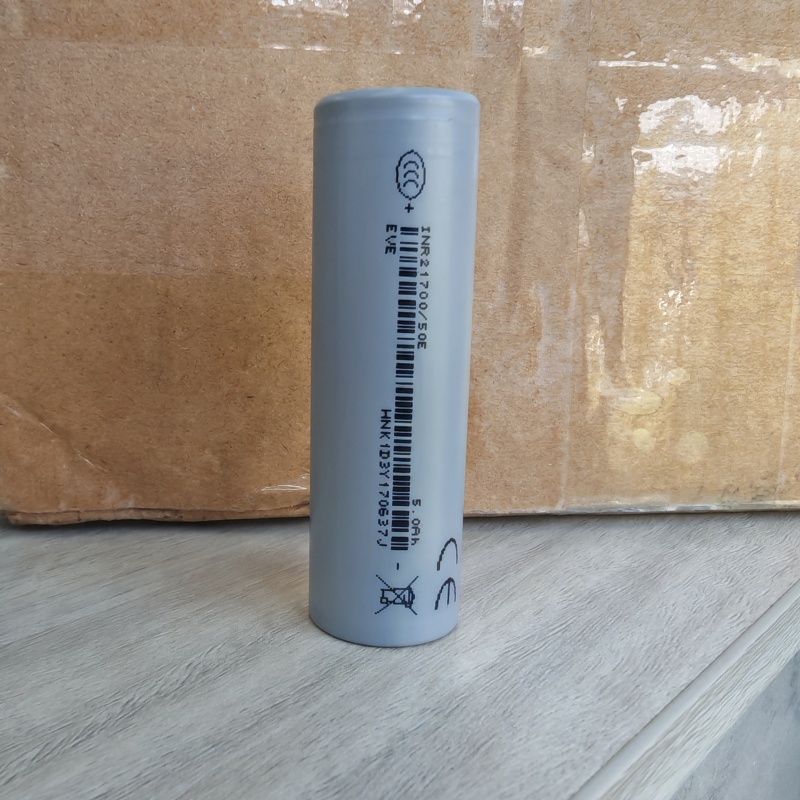 CCC
+
INR21700/50E
5.0Ah
EVE
HNK1D3Y170637J
-
CE